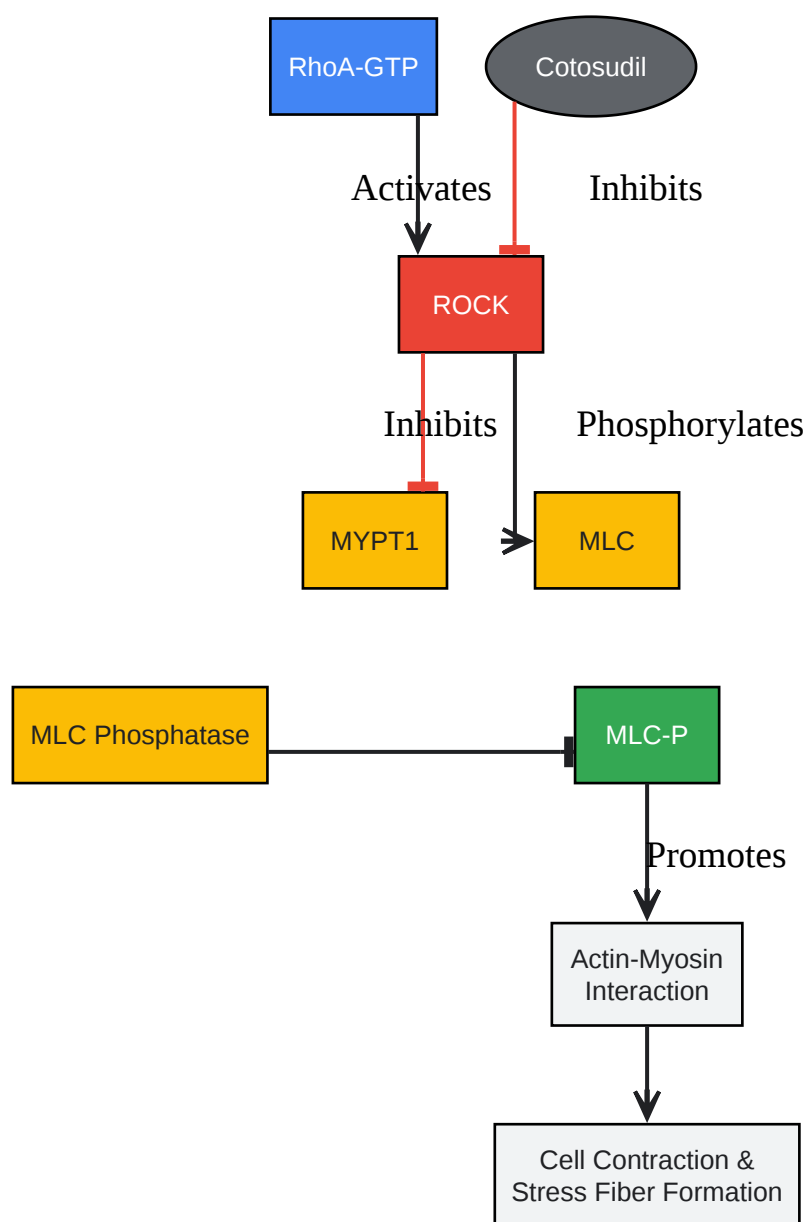 RhoA-GTP
Cotosudil
Activates
Inhibits
ROCK
Inhibits
Phosphorylates
MYPT1
MLC
MLC Phosphatase
MLC-P
Promotes
Actin-Myosin
Interaction
Cell Contraction &
Stress Fiber Formation